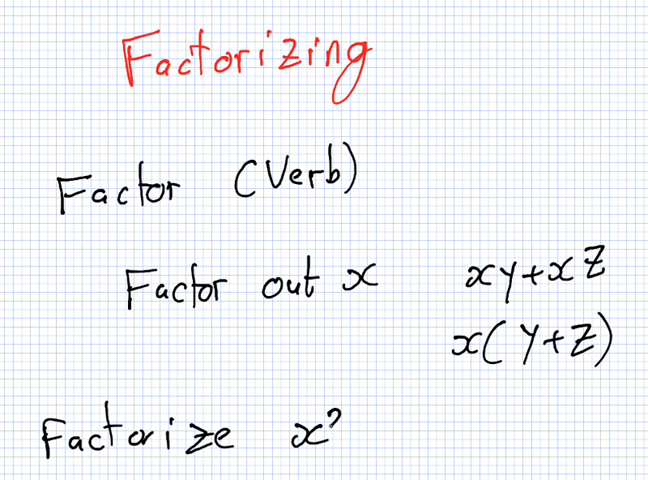 Factorizing
Factor (Verb)
Factor out x xy+xz
x(y+z)
Factorize x²